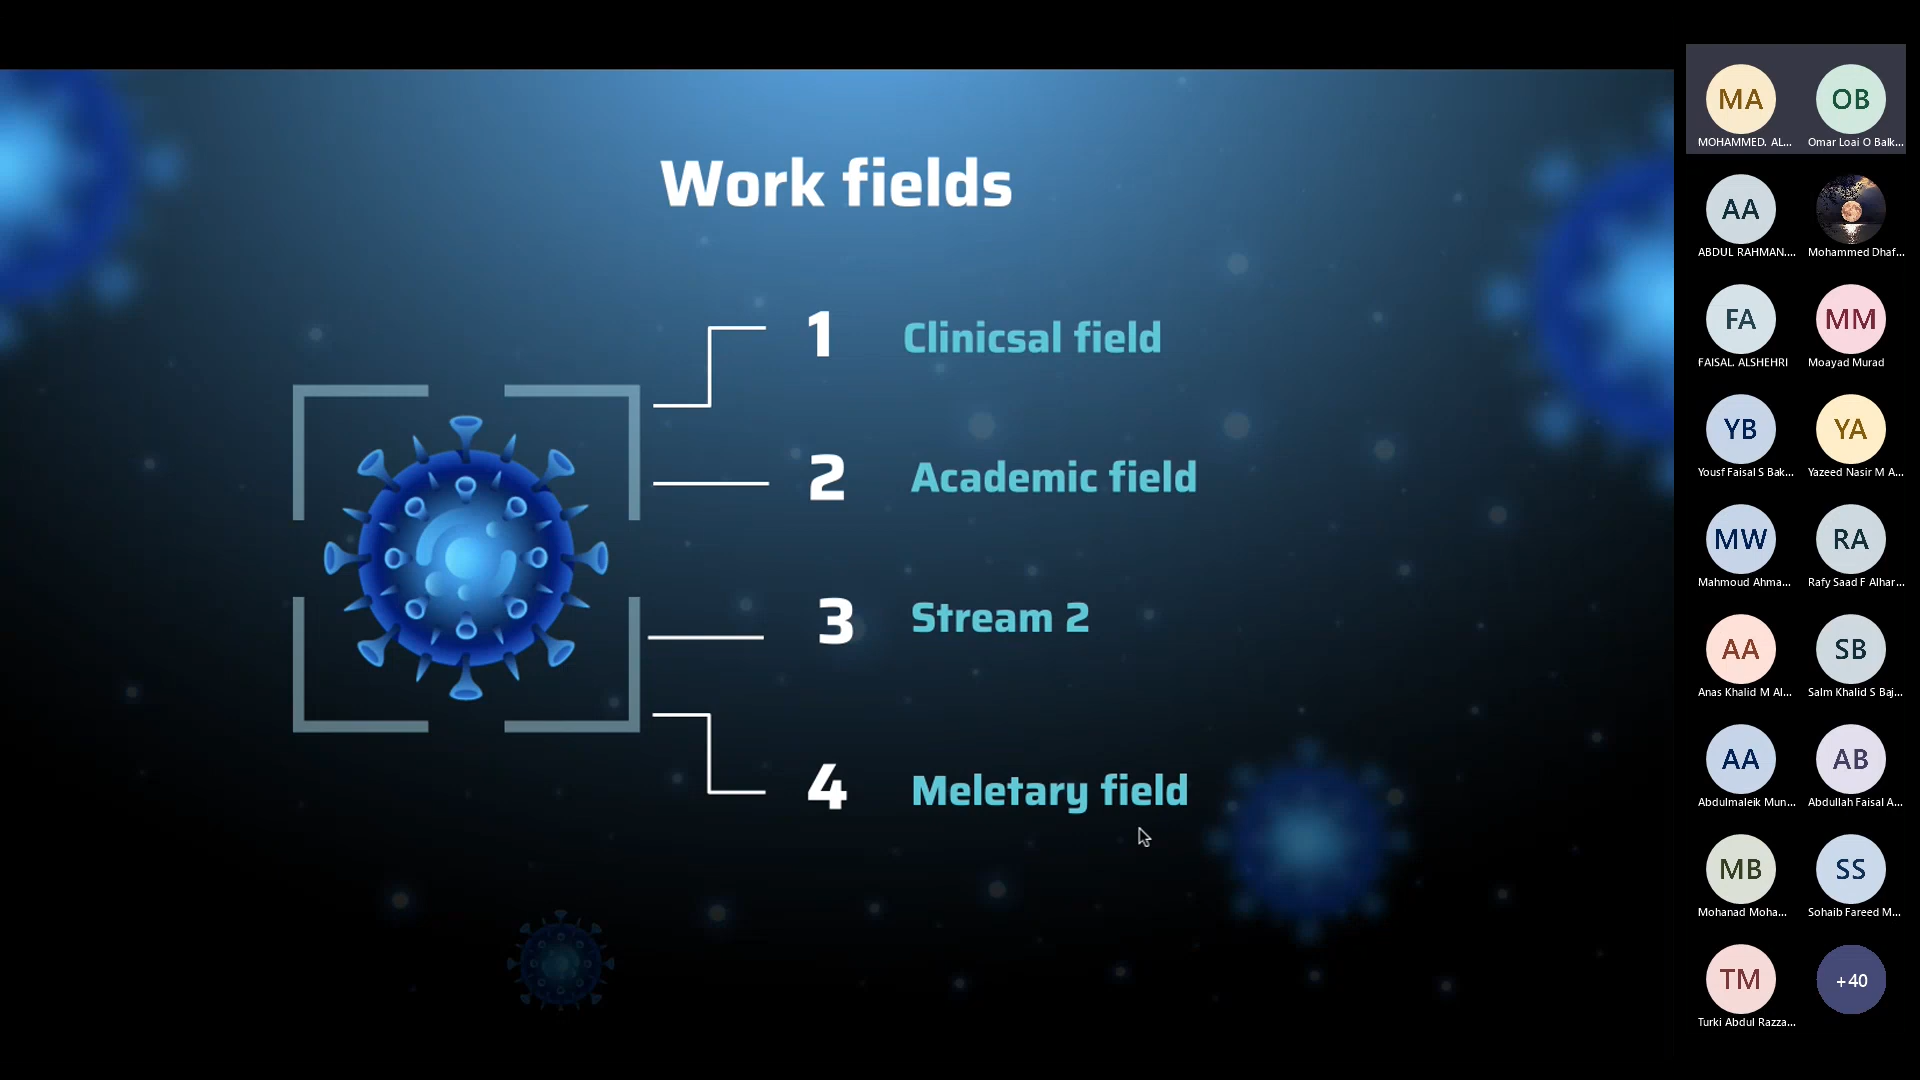 Work fields
1 Clinicsal field
2 Academic field
3 Stream 2
4 Meletary field
MA OB
MOHAMMED. AL... Omar Loai O Balk...
AA
ABDUL RAHMAN.... Mohammed Dhaf...
FA MM
FAISAL. ALSHEHRI Moayad Murad
YB YA
Yousf Faisal S Bak... Yazeed Nasir M A...
MW RA
Mahmoud Ahma... Rafy Saad F Alhar...
AA SB
Anas Khalid M Al... Salm Khalid S Baj...
AA AB
Abdulmaleik Mun... Abdullah Faisal A...
MB SS
Mohanad Moha... Sohaib Fareed M...
TM +40
Turki Abdul Razza...